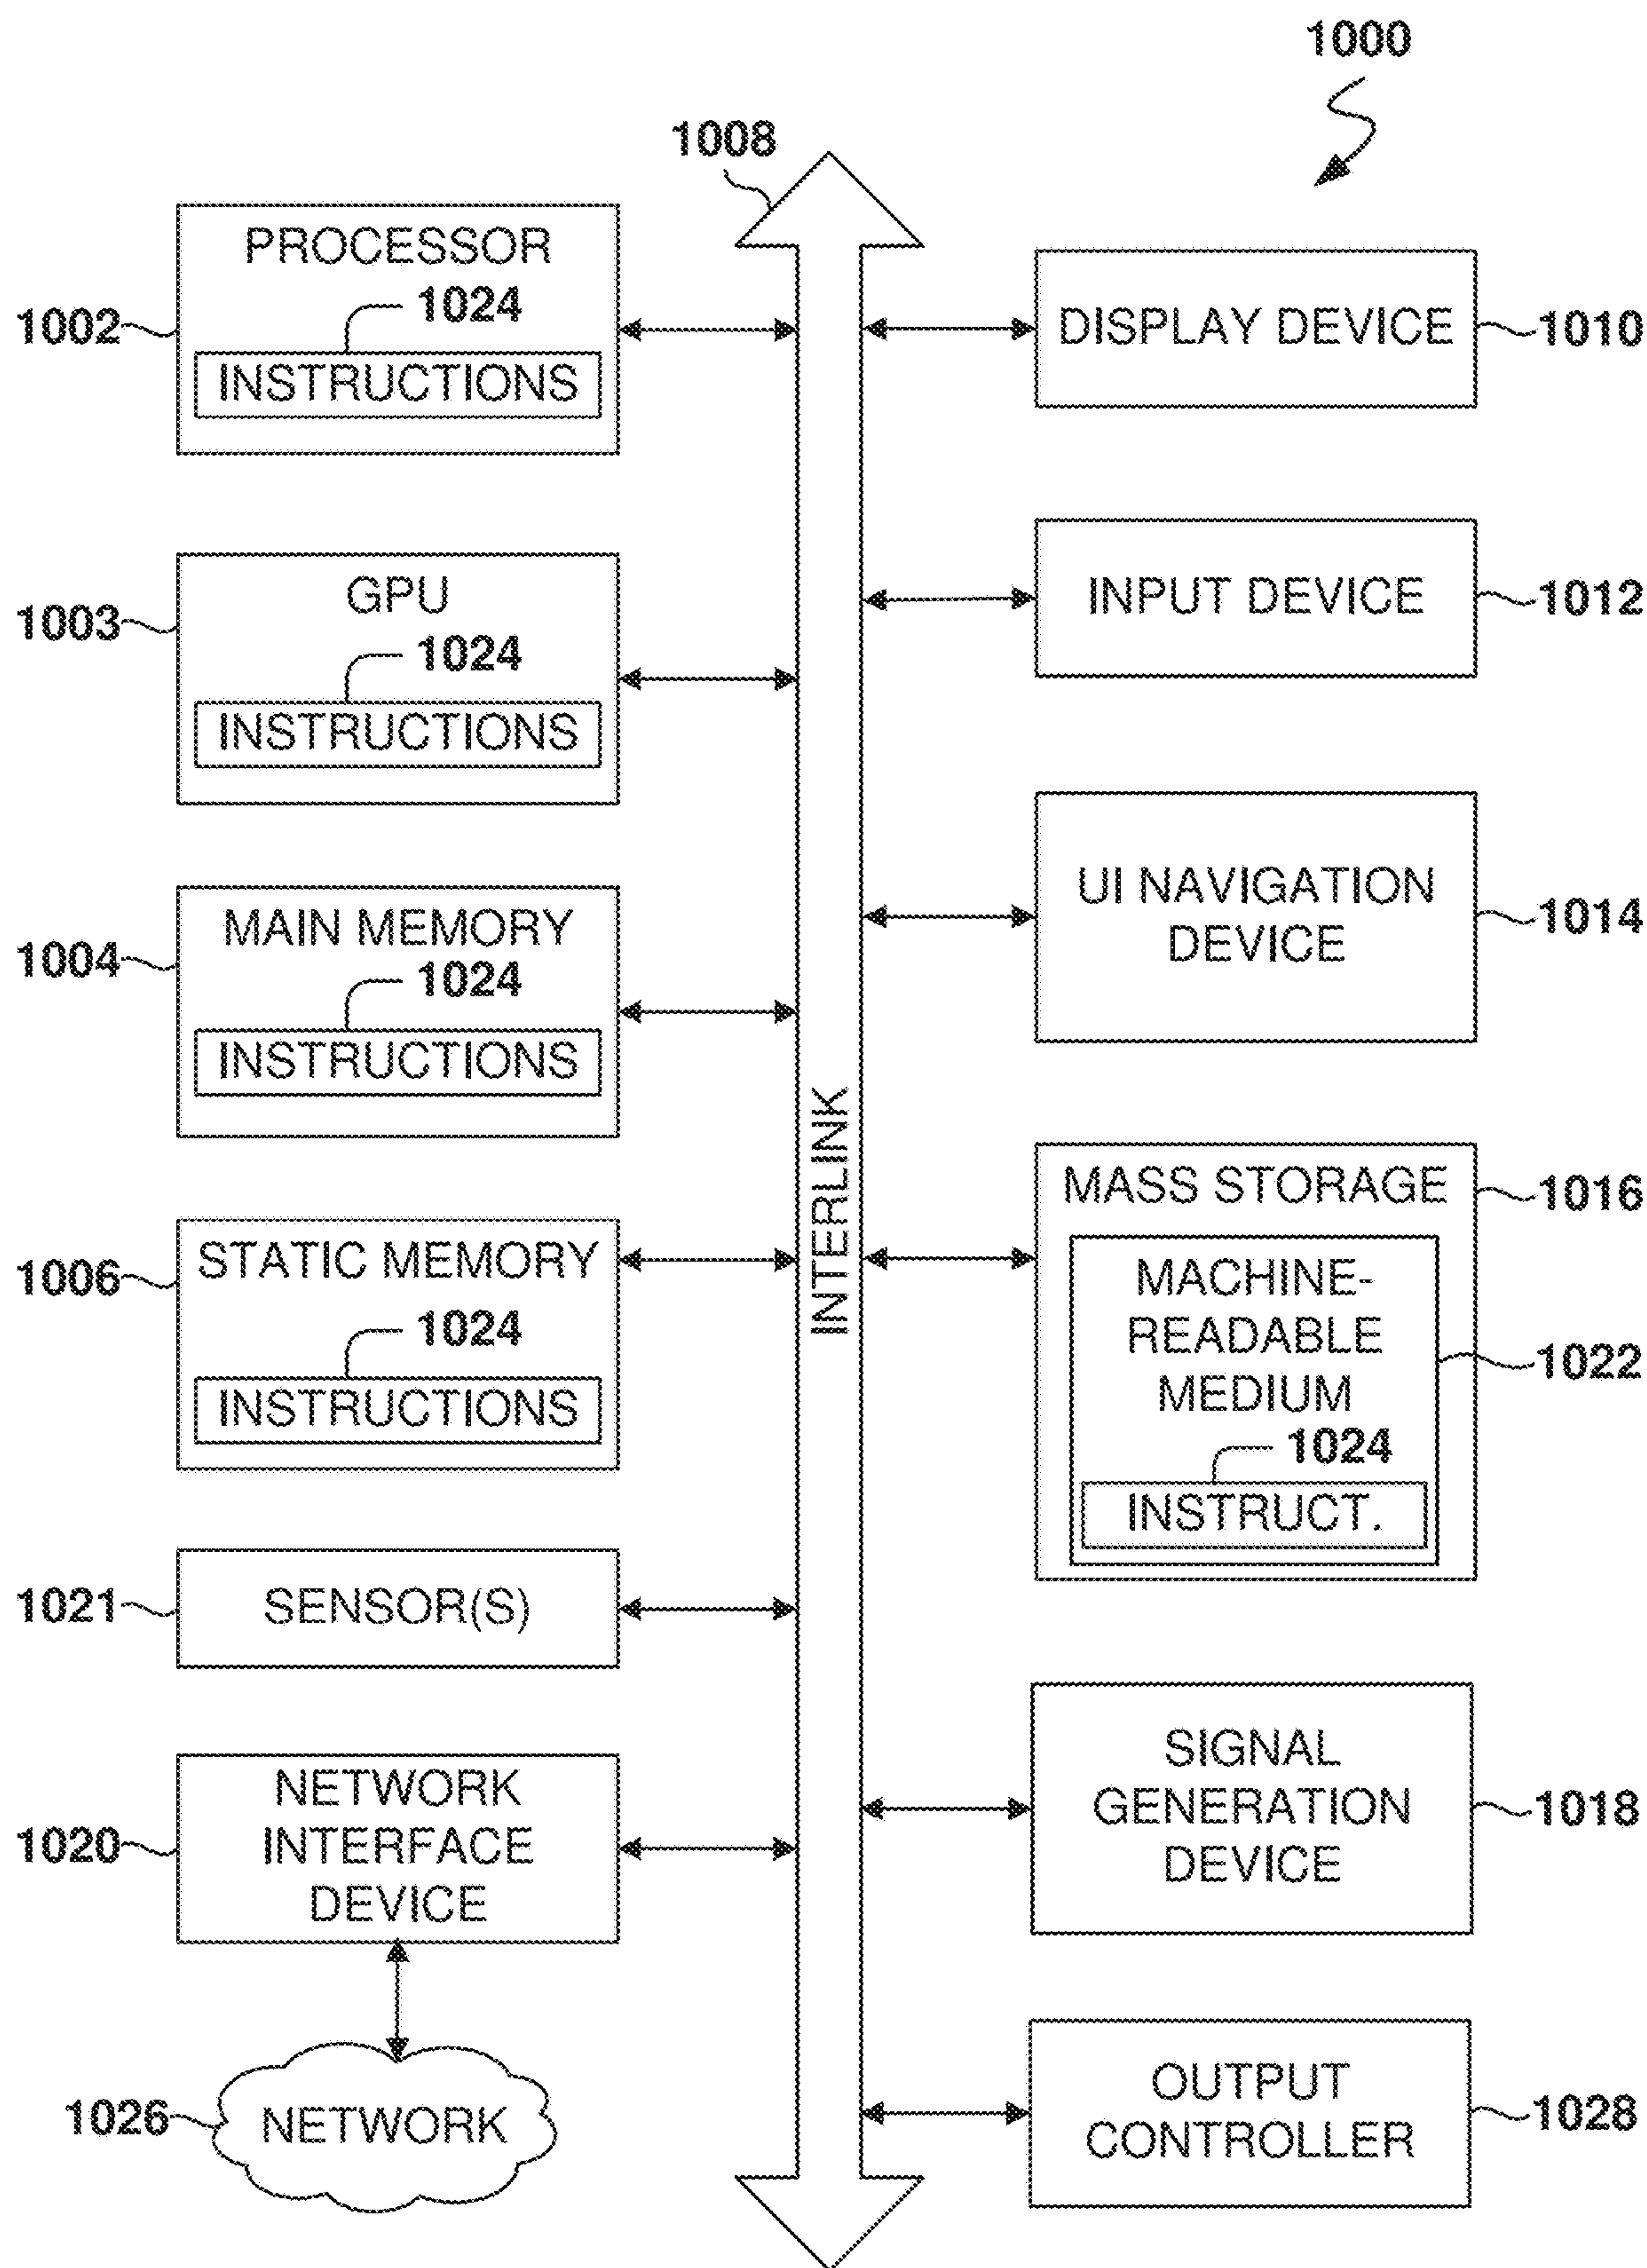 1000
1008
PROCESSOR
1024
1002
INSTRUCTIONS
GPU
1003
1024
INSTRUCTIONS
MAIN MEMORY
1004
1024
INSTRUCTIONS
STATIC MEMORY
1006
1024
INSTRUCTIONS
1021
SENSOR(S)
NETWORK
1020
INTERFACE
DEVICE
1026
NETWORK
INTERLINK
DISPLAY DEVICE
1010
INPUT DEVICE
1012
UI NAVIGATION
DEVICE
1014
MASS STORAGE
1016
MACHINE-
READABLE
MEDIUM
1022
1024
INSTRUCT.
SIGNAL
GENERATION
DEVICE
1018
OUTPUT
CONTROLLER
1028